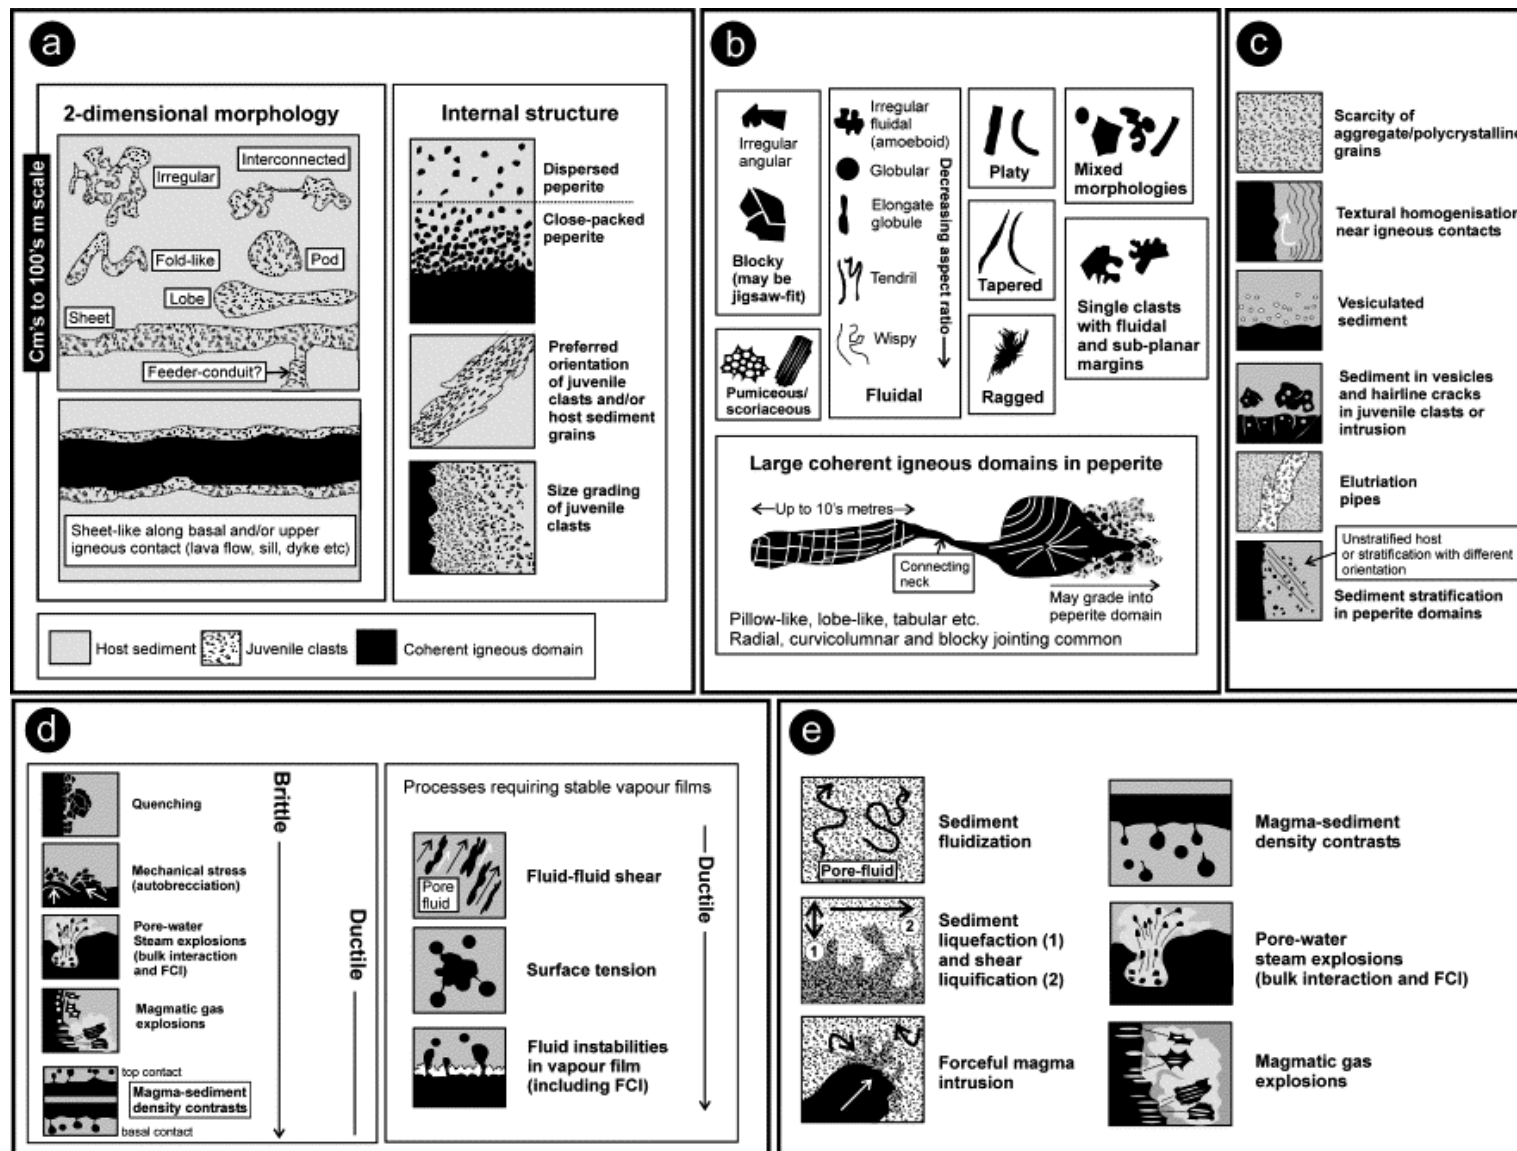 a
2-dimensional morphology
Cm's to 100's m scale
Irregular
Interconnected
Fold-like
Pod
Lobe
Sheet
Feeder-conduit?
Sheet-like along basal and/or upper
igneous contact (lava flow, sill, dyke etc)
Internal structure
Dispersed
peperite
Close-packed
peperite
Preferred
orientation
of juvenile
clasts and/or
host sediment
grains
Size grading
of juvenile
clasts
Host sediment
Juvenile clasts
Coherent igneous domain
b
Irregular
angular
Blocky
(may be
jigsaw-fit)
Pumiceous/
scoriaceous
Irregular
fluidal
(amoeboid)
Globular
Elongate
globule
Tendril
Wispy
Decreasing aspect ratio
Fluidal
Platy
Tapered
Ragged
Mixed
morphologies
Single clasts
with fluidal
and sub-planar
margins
Large coherent igneous domains in peperite
Up to 10's metres
Connecting
neck
May grade into
peperite domain
Pillow-like, lobe-like, tabular etc.
Radial, curvicolumnar and blocky jointing common
c
Scarcity of
aggregate/polycrystalline
grains
Textural homogenisation
near igneous contacts
Vesiculated
sediment
Sediment in vesicles
and hairline cracks
in juvenile clasts or
intrusion
Elutriation
pipes
Unstratified host
or stratification with different
orientation
Sediment stratification
in peperite domains
d
Quenching
Mechanical stress
(autobrecciation)
Pore-water
Steam explosions
(bulk interaction
and FCI)
Magmatic gas
explosions
top contact
Magma-sediment
density contrasts
basal contact
Brittle
Ductile
Processes requiring stable vapour films
Pore
fluid
Fluid-fluid shear
Surface tension
Fluid instabilities
in vapour film
(including FCI)
Ductile
e
Pore-fluid
Sediment
fluidization
1
2
Sediment
liquefaction (1)
and shear
liquification (2)
Forceful magma
intrusion
Magma-sediment
density contrasts
Pore-water
steam explosions
(bulk interaction and FCI)
Magmatic gas
explosions